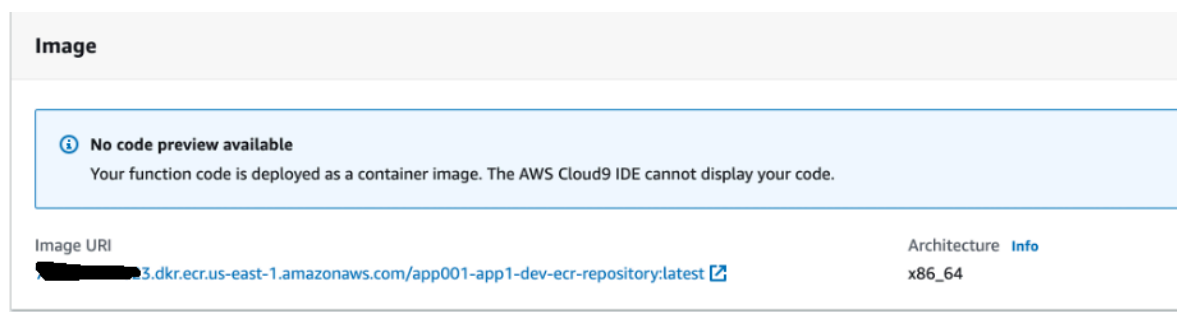 Image
No code preview available
Your function code is deployed as a container image. The AWS Cloud9 IDE cannot display your code.
Image URI
3.dkr.ecr.us-east-1.amazonaws.com/app001-app1-dev-ecr-repository:latest
Architecture Info
x86_64